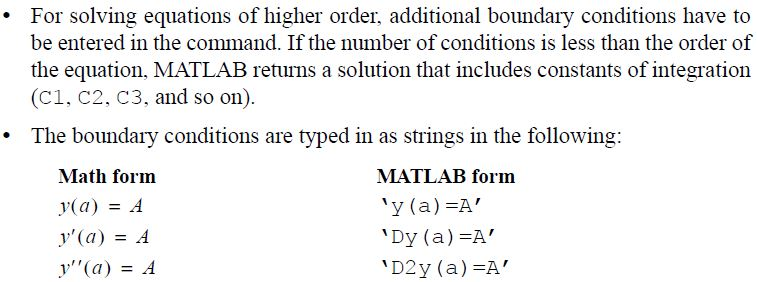 • For solving equations of higher order, additional boundary conditions have to
be entered in the command. If the number of conditions is less than the order of
the equation, MATLAB returns a solution that includes constants of integration
(C1, C2, C3, and so on).
• The boundary conditions are typed in as strings in the following:
Math form MATLAB form
y(a) = A ‘y(a)=A’
y'(a) = A ‘Dy(a)=A’
y''(a) = A ‘D2y(a)=A’